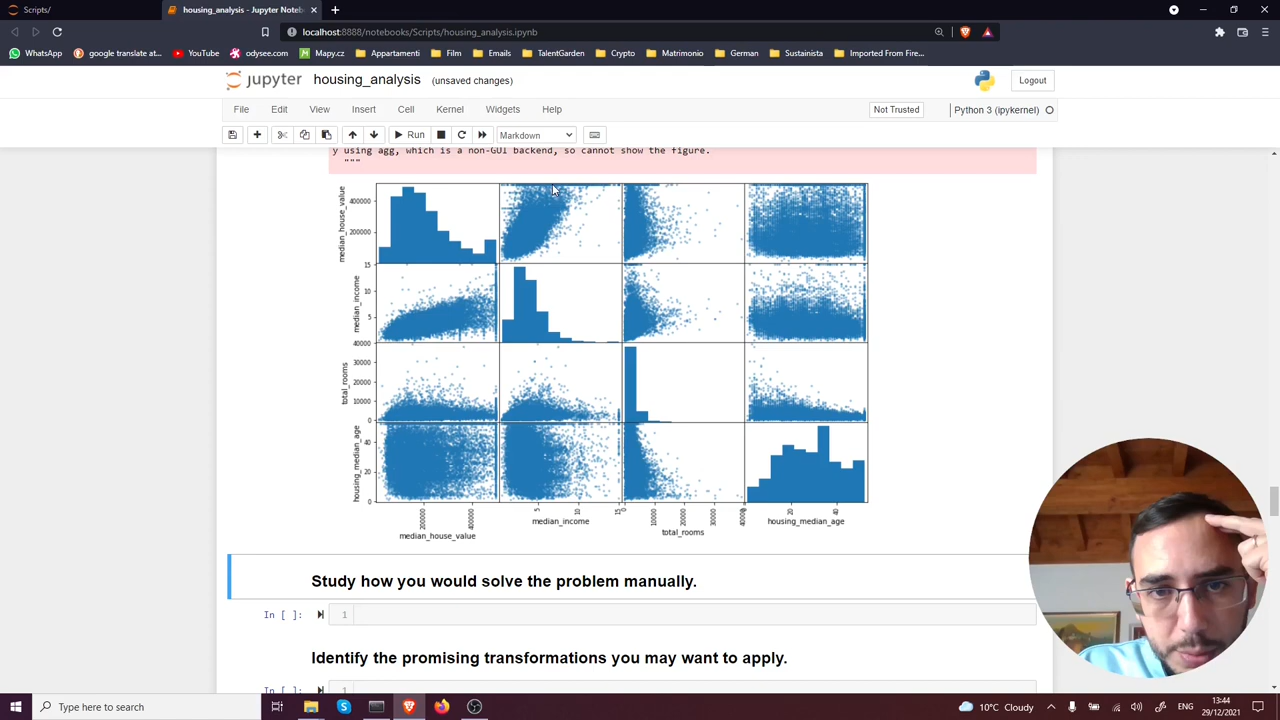 Scripts/
housing_analysis - Jupyter Noteb
localhost:8888/notebooks/Scripts/housing_analysis.ipynb
WhatsApp google translate at... YouTube odysee.com Mapy.cz Appartamenti Film Emails TalentGarden Crypto Matrimonio German Sustainista Imported From Fire...
jupyter housing_analysis (unsaved changes) Logout
File Edit View Insert Cell Kernel Widgets Help Not Trusted Python 3 (ipykernel)
Run Markdown
y using agg, which is a non-GUI backend, so cannot show the figure.
"""
median_house_value
400000
200000
median_income
15
10
5
total_rooms
40000
30000
20000
10000
0
housing_median_age
40
20
0
200000
400000
median_house_value
5
10
15
median_income
0
10000
20000
30000
total_rooms
20
40
housing_median_age
Study how you would solve the problem manually.
In [ ]: 1
Identify the promising transformations you may want to apply.
In [ ]: 1
Type here to search
10°C Cloudy
13:44
29/12/2021